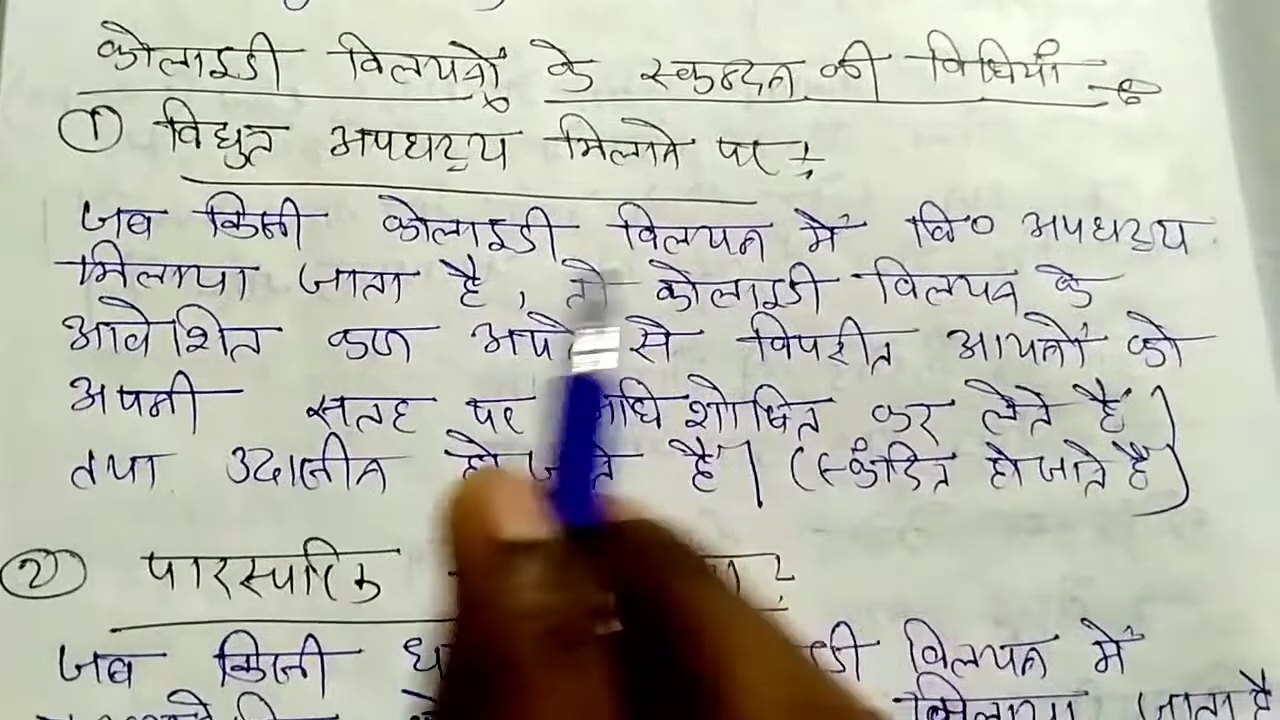 कोलाइडी विलयनों के स्कन्दन की विधियाँ
① विद्युत अपघट्य मिलाने पर :
जब किसी कोलाइडी विलयन में वि० अपघट्य
मिलाया जाता है, तो कोलाइडी विलयन के
आवेशित कण अपने से विपरीत आयनों को
अपनी सतह पर अधिशोषित कर लेते हैं
तथा उदासीन हो जाते हैं। (स्कंदित हो जाते हैं)
② पारस्परिक
जब किसी विलयन में
मिलाया जाता है